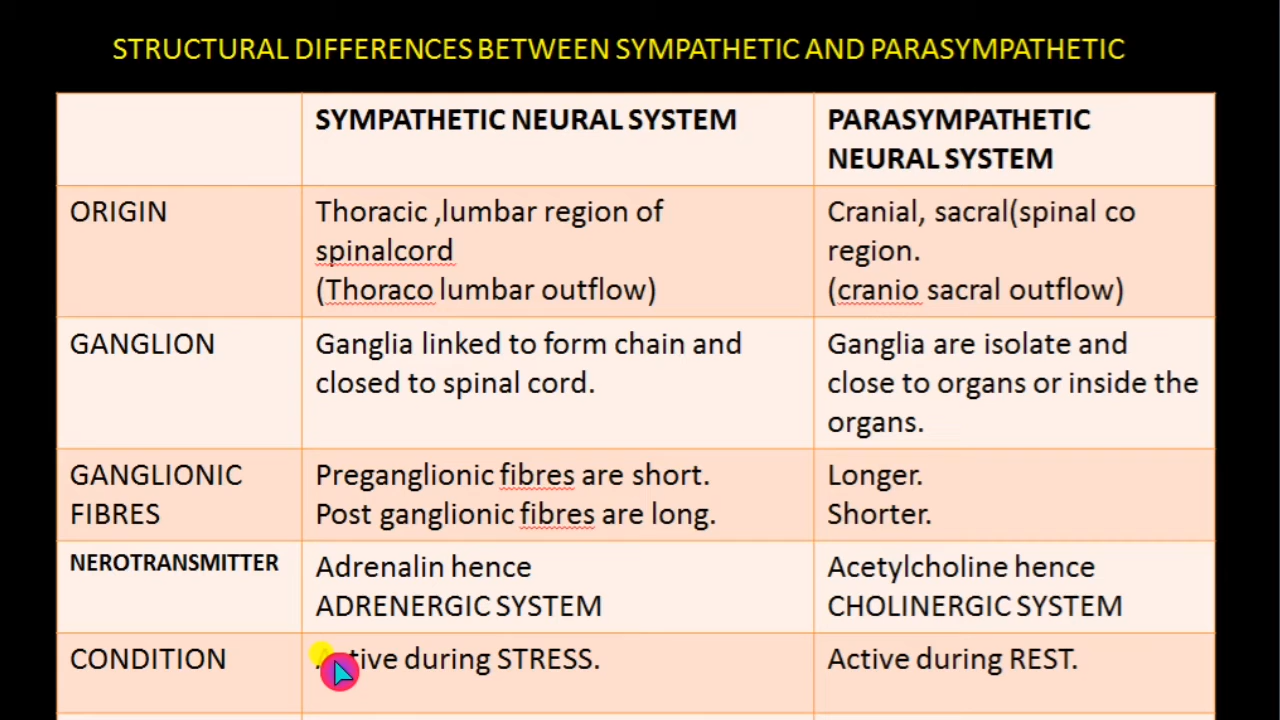 STRUCTURAL DIFFERENCES BETWEEN SYMPATHETIC AND PARASYMPATHETIC
SYMPATHETIC NEURAL SYSTEM
PARASYMPATHETIC
NEURAL SYSTEM
ORIGIN
Thoracic ,lumbar region of
spinalcord
(Thoraco lumbar outflow)
Cranial, sacral(spinal co
region.
(cranio sacral outflow)
GANGLION
Ganglia linked to form chain and
closed to spinal cord.
Ganglia are isolate and
close to organs or inside the
organs.
GANGLIONIC
FIBRES
Preganglionic fibres are short.
Post ganglionic fibres are long.
Longer.
Shorter.
NEROTRANSMITTER
Adrenalin hence
ADRENERGIC SYSTEM
Acetylcholine hence
CHOLINERGIC SYSTEM
CONDITION
Active during STRESS.
Active during REST.